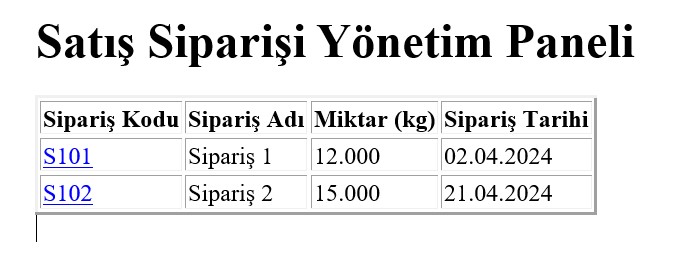 Satış Siparişi Yönetim Paneli
Sipariş Kodu Sipariş Adı Miktar (kg) Sipariş Tarihi
S101 Sipariş 1 12.000 02.04.2024
S102 Sipariş 2 15.000 21.04.2024